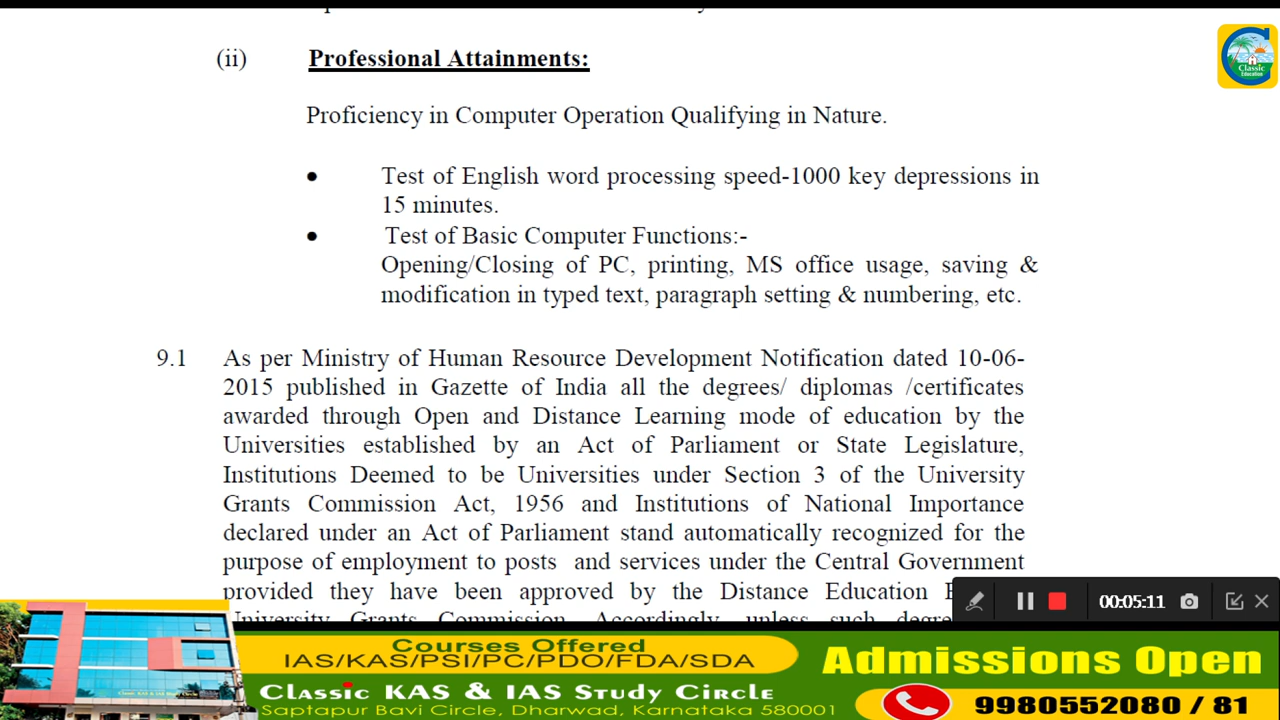 (ii) Professional Attainments:
Proficiency in Computer Operation Qualifying in Nature.
• Test of English word processing speed-1000 key depressions in
15 minutes.
• Test of Basic Computer Functions:-
Opening/Closing of PC, printing, MS office usage, saving &
modification in typed text, paragraph setting & numbering, etc.
9.1 As per Ministry of Human Resource Development Notification dated 10-06-
2015 published in Gazette of India all the degrees/ diplomas /certificates
awarded through Open and Distance Learning mode of education by the
Universities established by an Act of Parliament or State Legislature,
Institutions Deemed to be Universities under Section 3 of the University
Grants Commission Act, 1956 and Institutions of National Importance
declared under an Act of Parliament stand automatically recognized for the
purpose of employment to posts and services under the Central Government
provided they have been approved by the Distance Education
University Grants Commission. Accordingly, unless such
00:05:11
Classic
Education
Courses Offered
IAS/KAS/PSI/PC/PDO/FDA/SDA
Classic KAS & IAS Study Circle
Saptapur Bavi Circle, Dharwad, Karnataka 580001
Admissions Open
9980552080 / 81